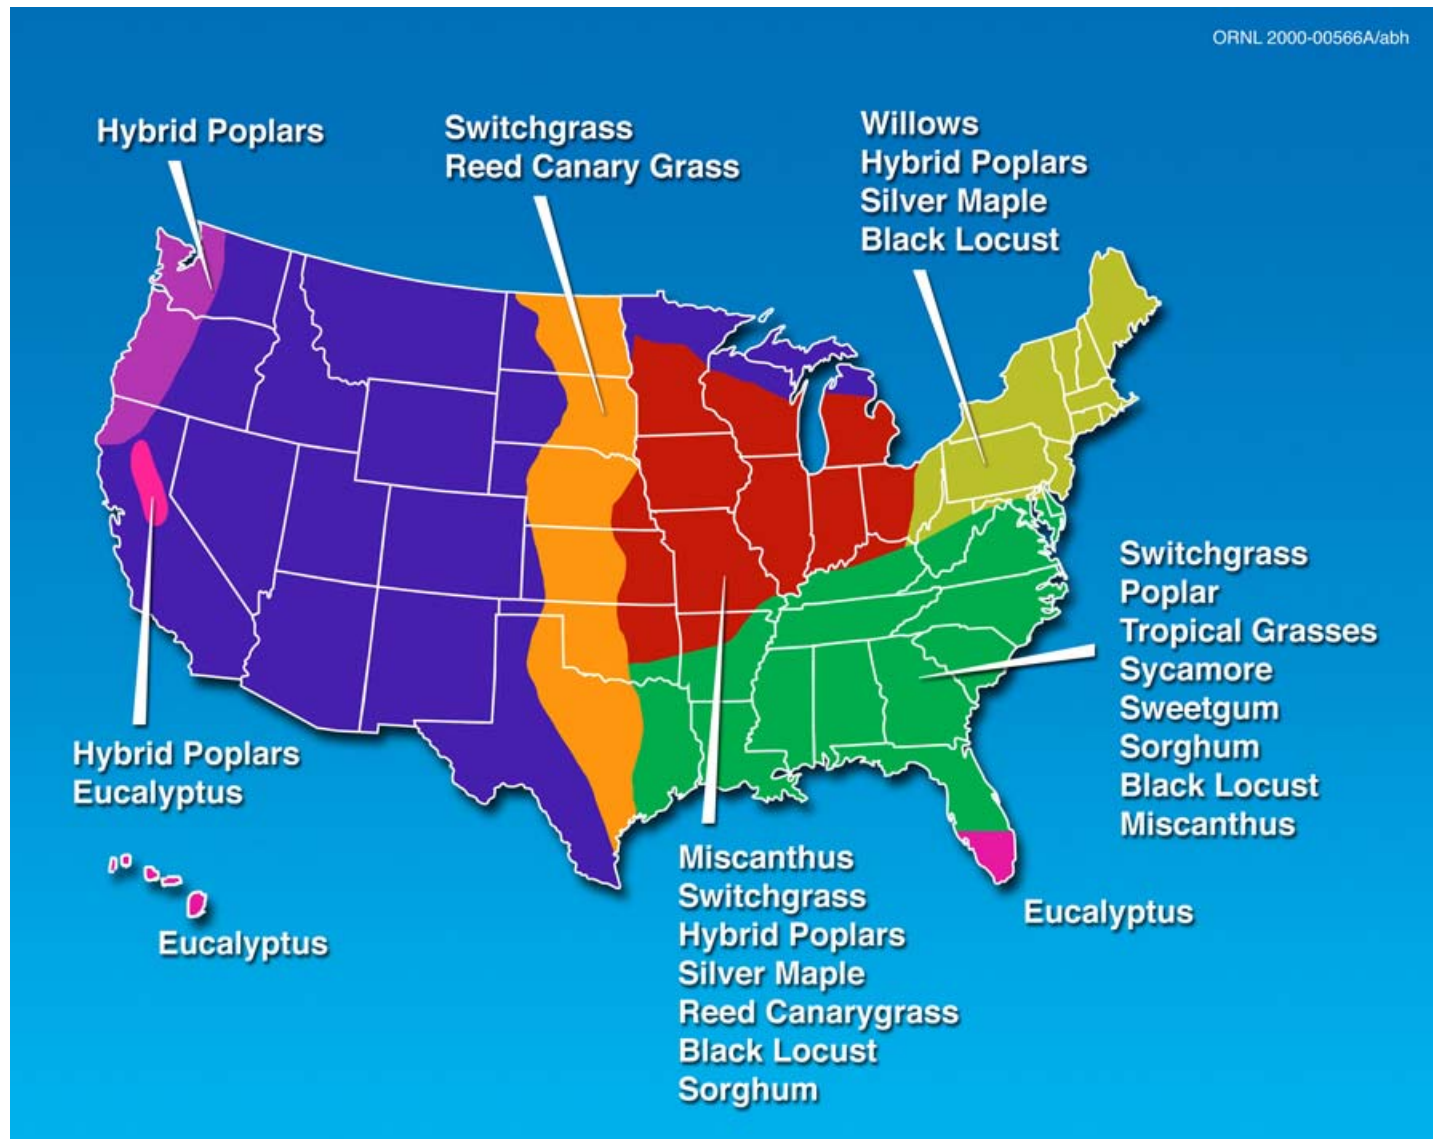 ORNL 2000-00566A/abh
Hybrid Poplars
Switchgrass
Reed Canary Grass
Willows
Hybrid Poplars
Silver Maple
Black Locust
Switchgrass
Poplar
Tropical Grasses
Sycamore
Sweetgum
Sorghum
Black Locust
Miscanthus
Hybrid Poplars
Eucalyptus
Eucalyptus
Miscanthus
Switchgrass
Hybrid Poplars
Silver Maple
Reed Canarygrass
Black Locust
Sorghum
Eucalyptus